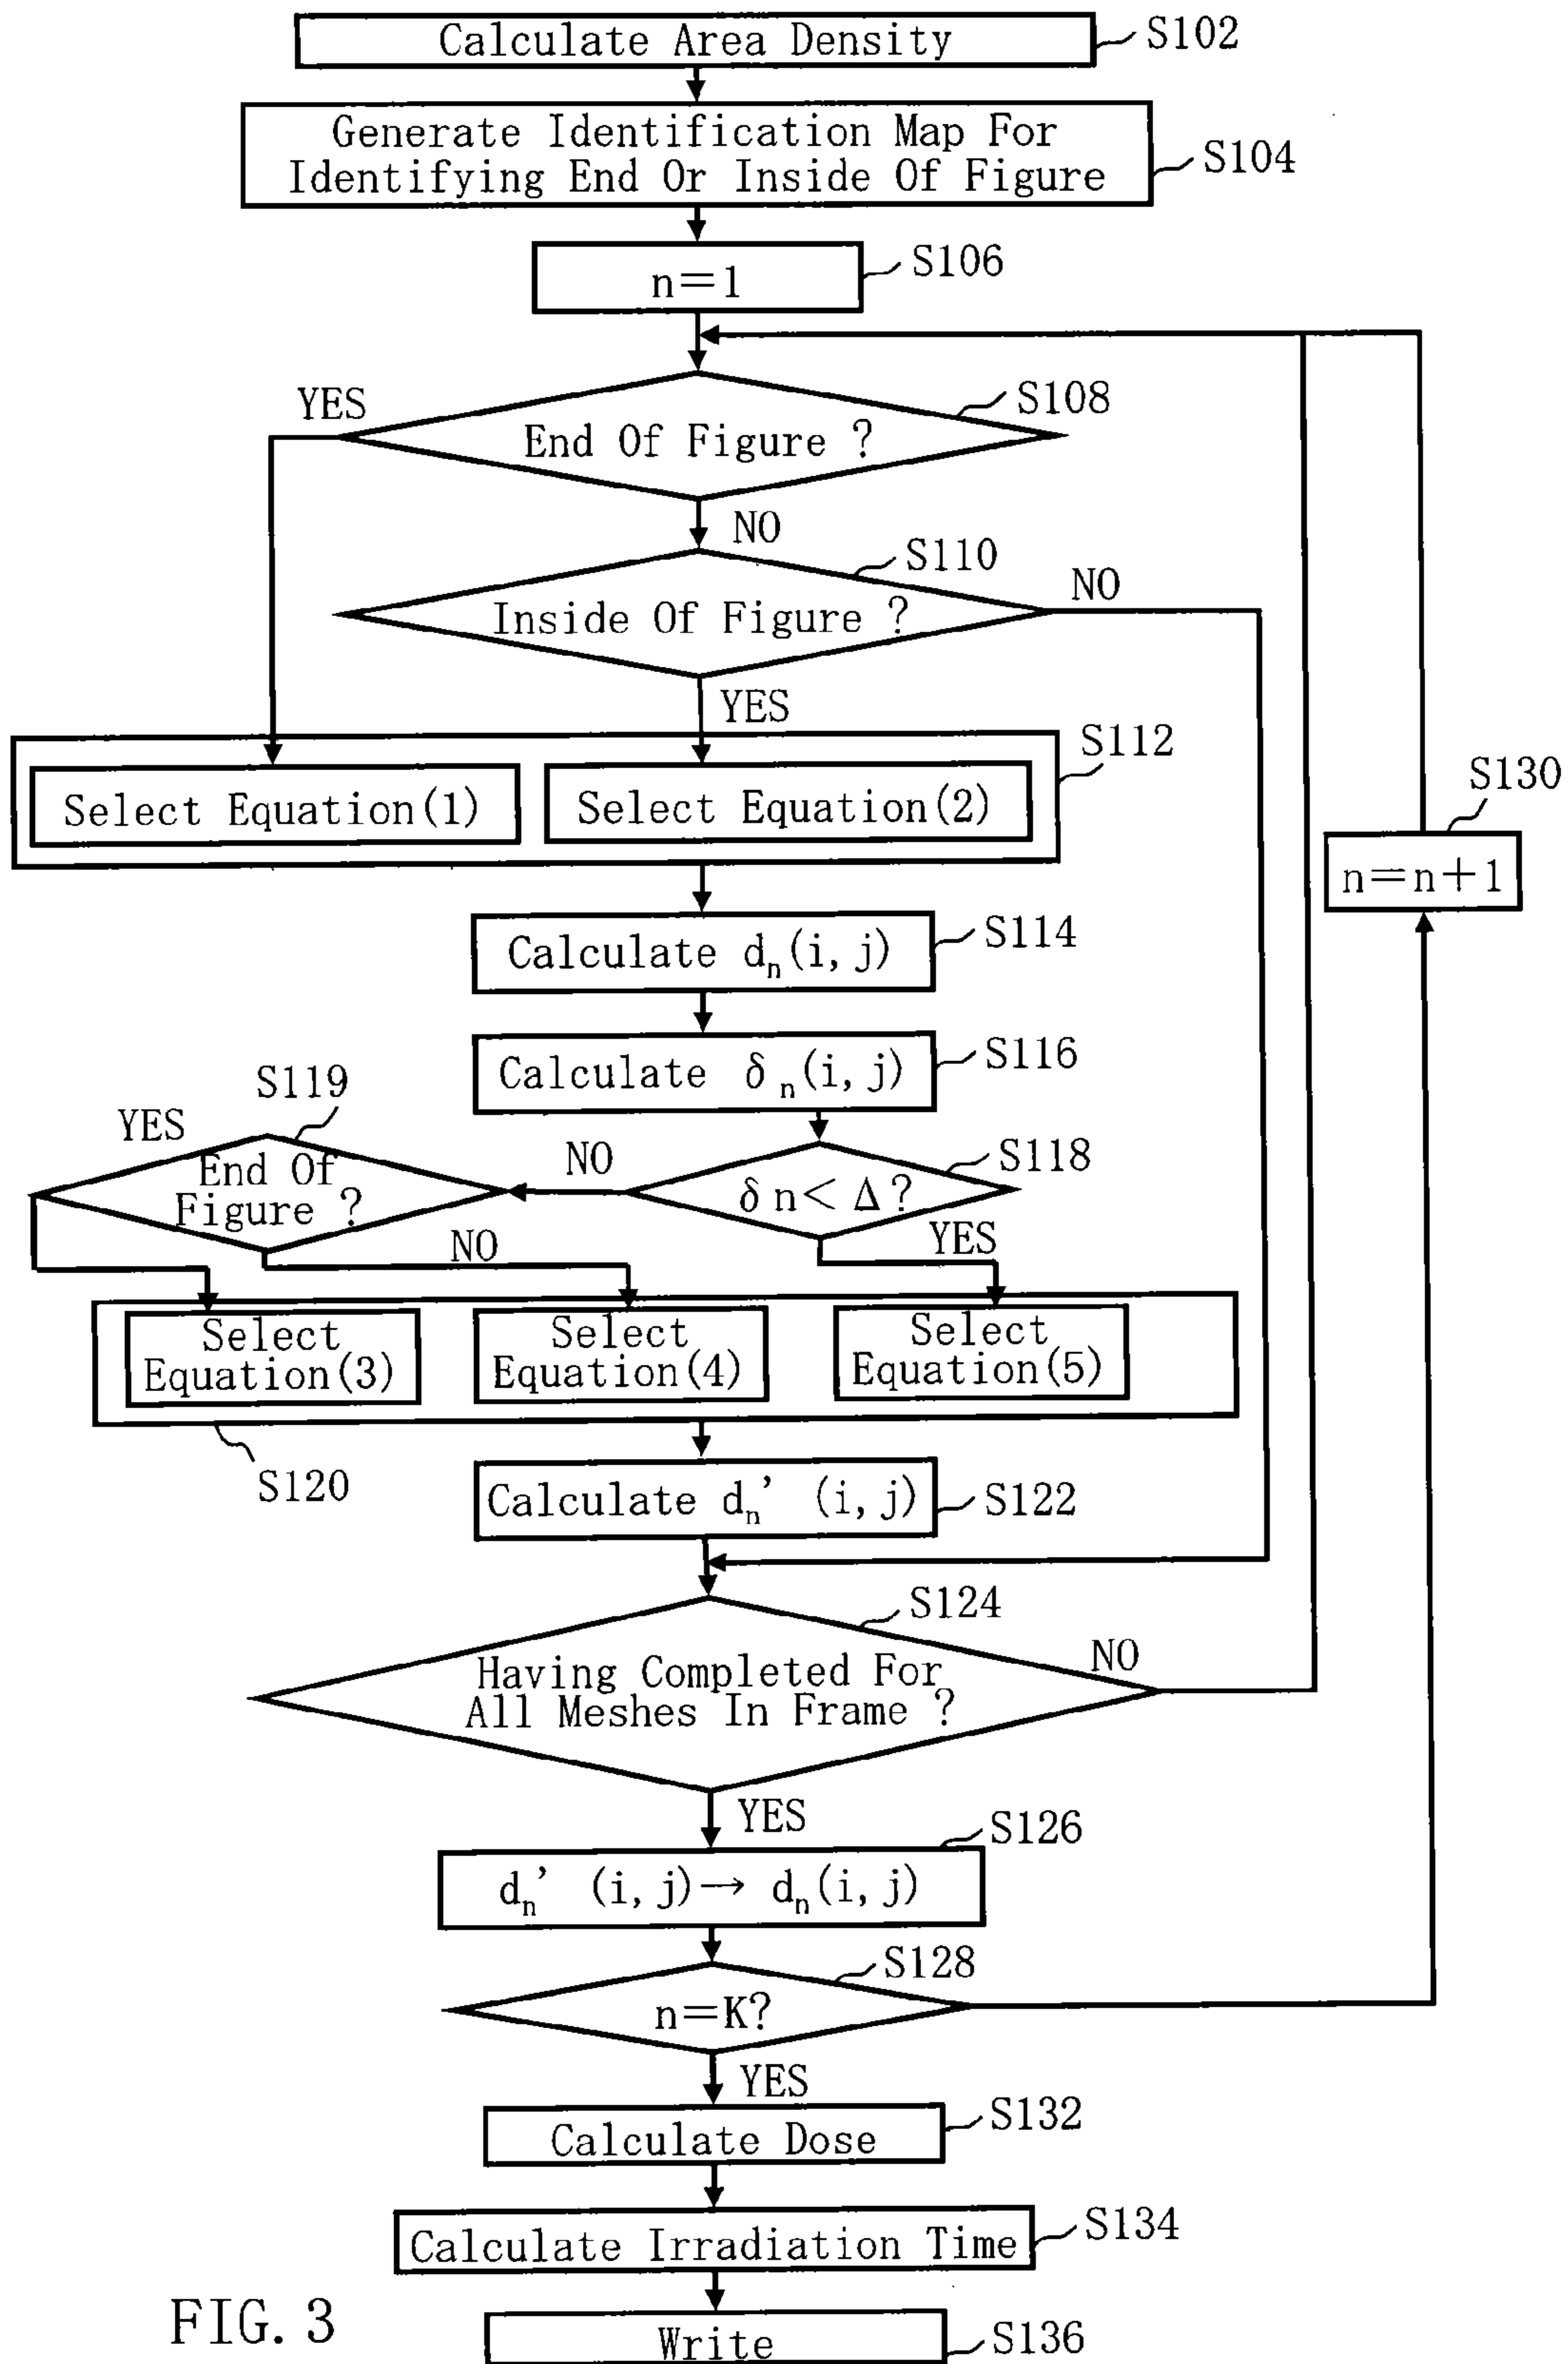 Calculate Area Density
S102
Generate Identification Map For
Identifying End Or Inside Of Figure
S104
n=1
S106
YES
S108
End Of Figure ?
NO
S110
NO
Inside Of Figure ?
YES
S112
Select Equation(1)
Select Equation(2)
S130
n=n+1
Calculate dn(i, j)
S114
Calculate δn(i, j)
S116
S119
YES
End Of
Figure ?
NO
S118
δn< Δ?
NO
YES
Select
Equation(3)
Select
Equation(4)
Select
Equation(5)
S120
Calculate dn' (i, j)
S122
S124
Having Completed For
All Meshes In Frame ?
NO
YES
S126
dn' (i, j)→ dn(i, j)
S128
n=K?
YES
Calculate Dose
S132
Calculate Irradiation Time
S134
Write
S136
FIG. 3